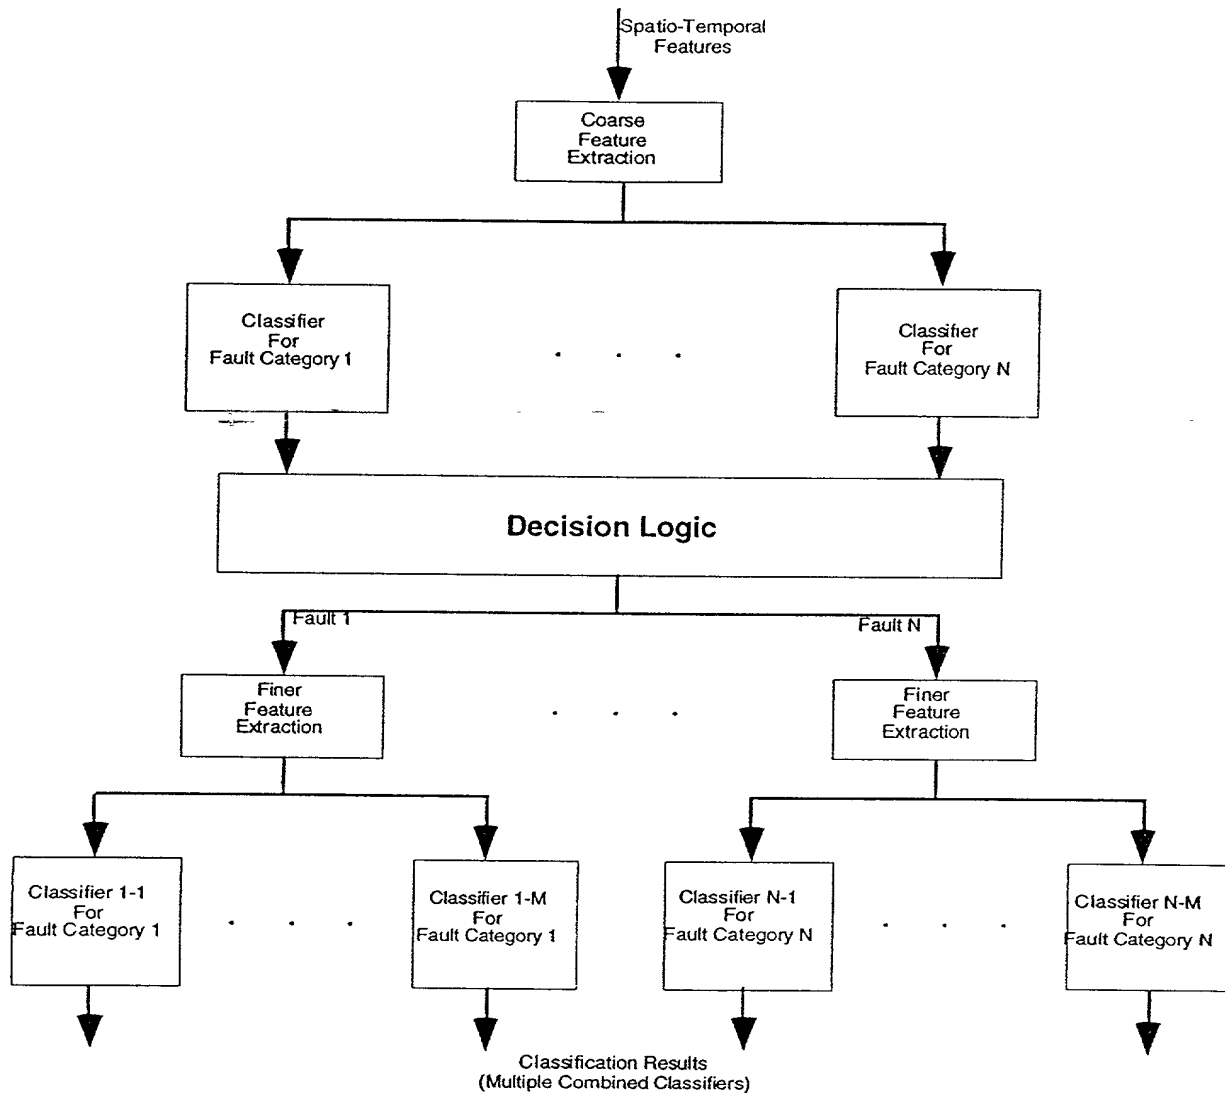 Spatio-Temporal
Features
Coarse
Feature
Extraction
Classifier
For
Fault Category 1
Classifier
For
Fault Category N
Decision Logic
Fault 1
Fault N
Finer
Feature
Extraction
Finer
Feature
Extraction
Classifier 1-1
For
Fault Category 1
Classifier 1-M
For
Fault Category 1
Classifier N-1
For
Fault Category N
Classifier N-M
For
Fault Category N
Classification Results
(Multiple Combined Classifiers)